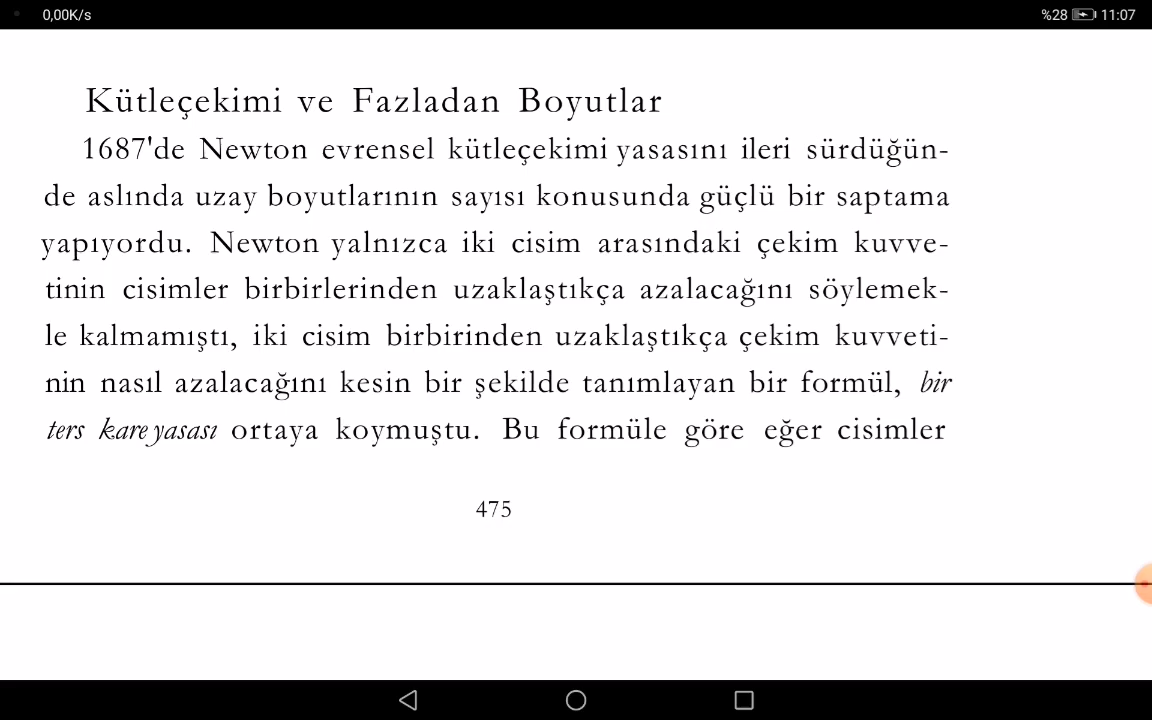 0,00K/s %28 11:07
Kütleçekimi ve Fazladan Boyutlar
1687'de Newton evrensel kütleçekimi yasasını ileri sürdüğün-
de aslında uzay boyutlarının sayısı konusunda güçlü bir saptama
yapıyordu. Newton yalnızca iki cisim arasındaki çekim kuvve-
tinin cisimler birbirlerinden uzaklaştıkça azalacağını söylemek-
le kalmamıştı, iki cisim birbirinden uzaklaştıkça çekim kuvveti-
nin nasıl azalacağını kesin bir şekilde tanımlayan bir formül, bir
ters kare yasası ortaya koymuştu. Bu formüle göre eğer cisimler
475